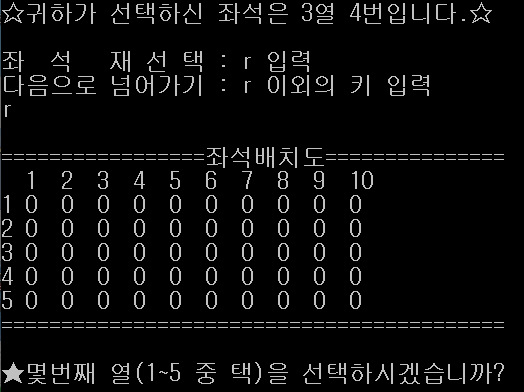 ☆귀하가 선택하신 좌석은 3열 4번입니다.☆
좌  석   재 선 택 : r 입력
다음으로 넘어가기 : r 이외의 키 입력
r
=================좌석배치도===============
  1  2  3  4  5  6  7  8  9  10
1 0  0  0  0  0  0  0  0  0  0
2 0  0  0  0  0  0  0  0  0  0
3 0  0  0  0  0  0  0  0  0  0
4 0  0  0  0  0  0  0  0  0  0
5 0  0  0  0  0  0  0  0  0  0
==========================================
★몇번째 열(1~5 중 택)을 선택하시겠습니까?